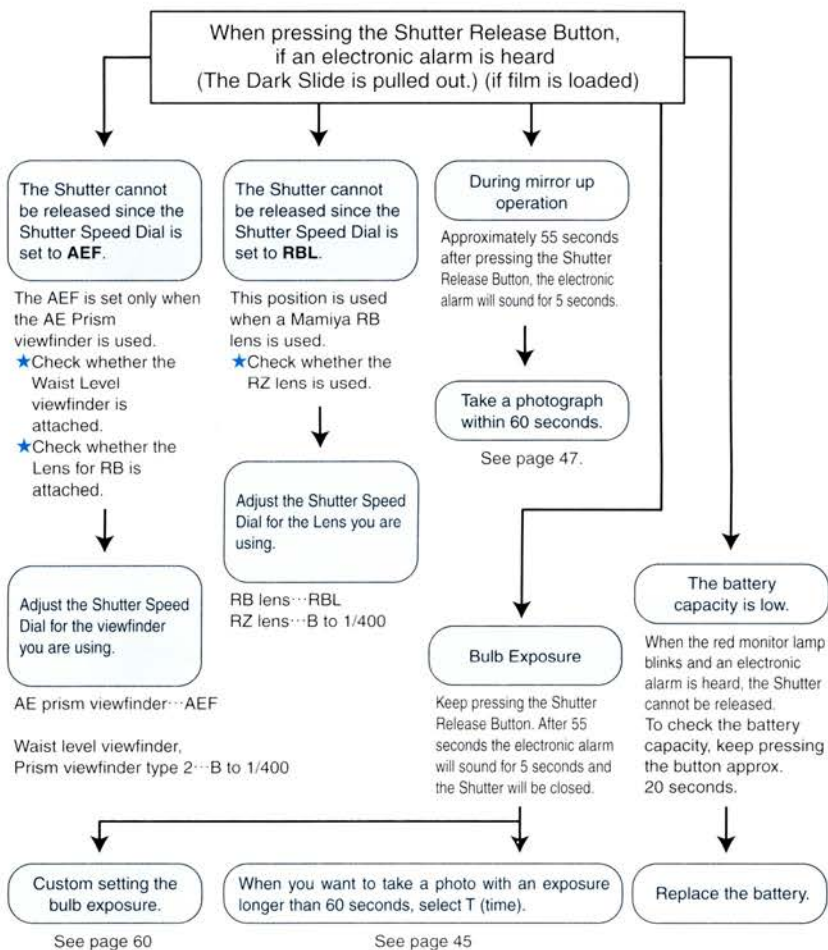 When pressing the Shutter Release Button,
if an electronic alarm is heard
(The Dark Slide is pulled out.) (if film is loaded)
The Shutter cannot
be released since the
Shutter Speed Dial is
set to AEF.
The AEF is set only when
the AE Prism
viewfinder is used.
★Check whether the
Waist Level
viewfinder is
attached.
★Check whether the
Lens for RB is
attached.
Adjust the Shutter Speed
Dial for the viewfinder
you are using.
AE prism viewfinder···AEF
Waist level viewfinder,
Prism viewfinder type 2···B to 1/400
The Shutter cannot
be released since the
Shutter Speed Dial is
set to RBL.
This position is used
when a Mamiya RB
lens is used.
★Check whether the
RZ lens is used.
Adjust the Shutter Speed
Dial for the Lens you are
using.
RB lens···RBL
RZ lens···B to 1/400
During mirror up
operation
Approximately 55 seconds
after pressing the Shutter
Release Button, the electronic
alarm will sound for 5 seconds.
Take a photograph
within 60 seconds.
See page 47.
Bulb Exposure
Keep pressing the Shutter
Release Button. After 55
seconds the electronic alarm
will sound for 5 seconds and
the Shutter will be closed.
The battery
capacity is low.
When the red monitor lamp
blinks and an electronic
alarm is heard, the Shutter
cannot be released.
To check the battery
capacity, keep pressing
the button approx.
20 seconds.
Custom setting the
bulb exposure.
See page 60
When you want to take a photo with an exposure
longer than 60 seconds, select T (time).
See page 45
Replace the battery.